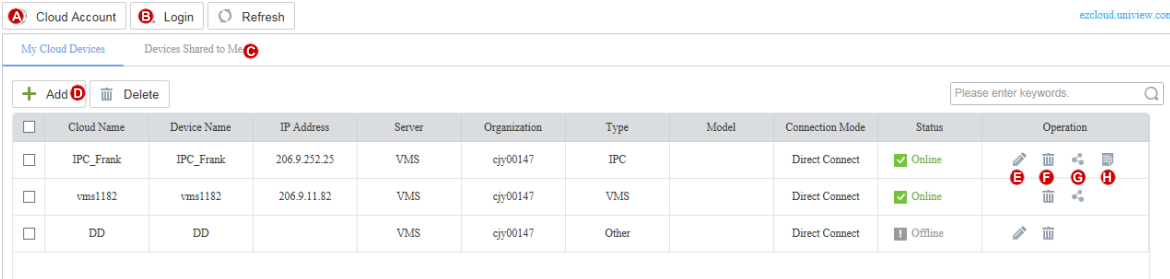 A Cloud Account B Login Refresh ezcloud.uniview.com
My Cloud Devices Devices Shared to Me C
Add D Delete Please enter keywords.
Cloud Name Device Name IP Address Server Organization Type Model Connection Mode Status Operation
IPC_Frank IPC_Frank 206.9.252.25 VMS cjy00147 IPC Direct Connect Online
E F G H
vms1182 vms1182 206.9.11.82 VMS cjy00147 VMS Direct Connect Online
DD DD VMS cjy00147 Other Direct Connect Offline